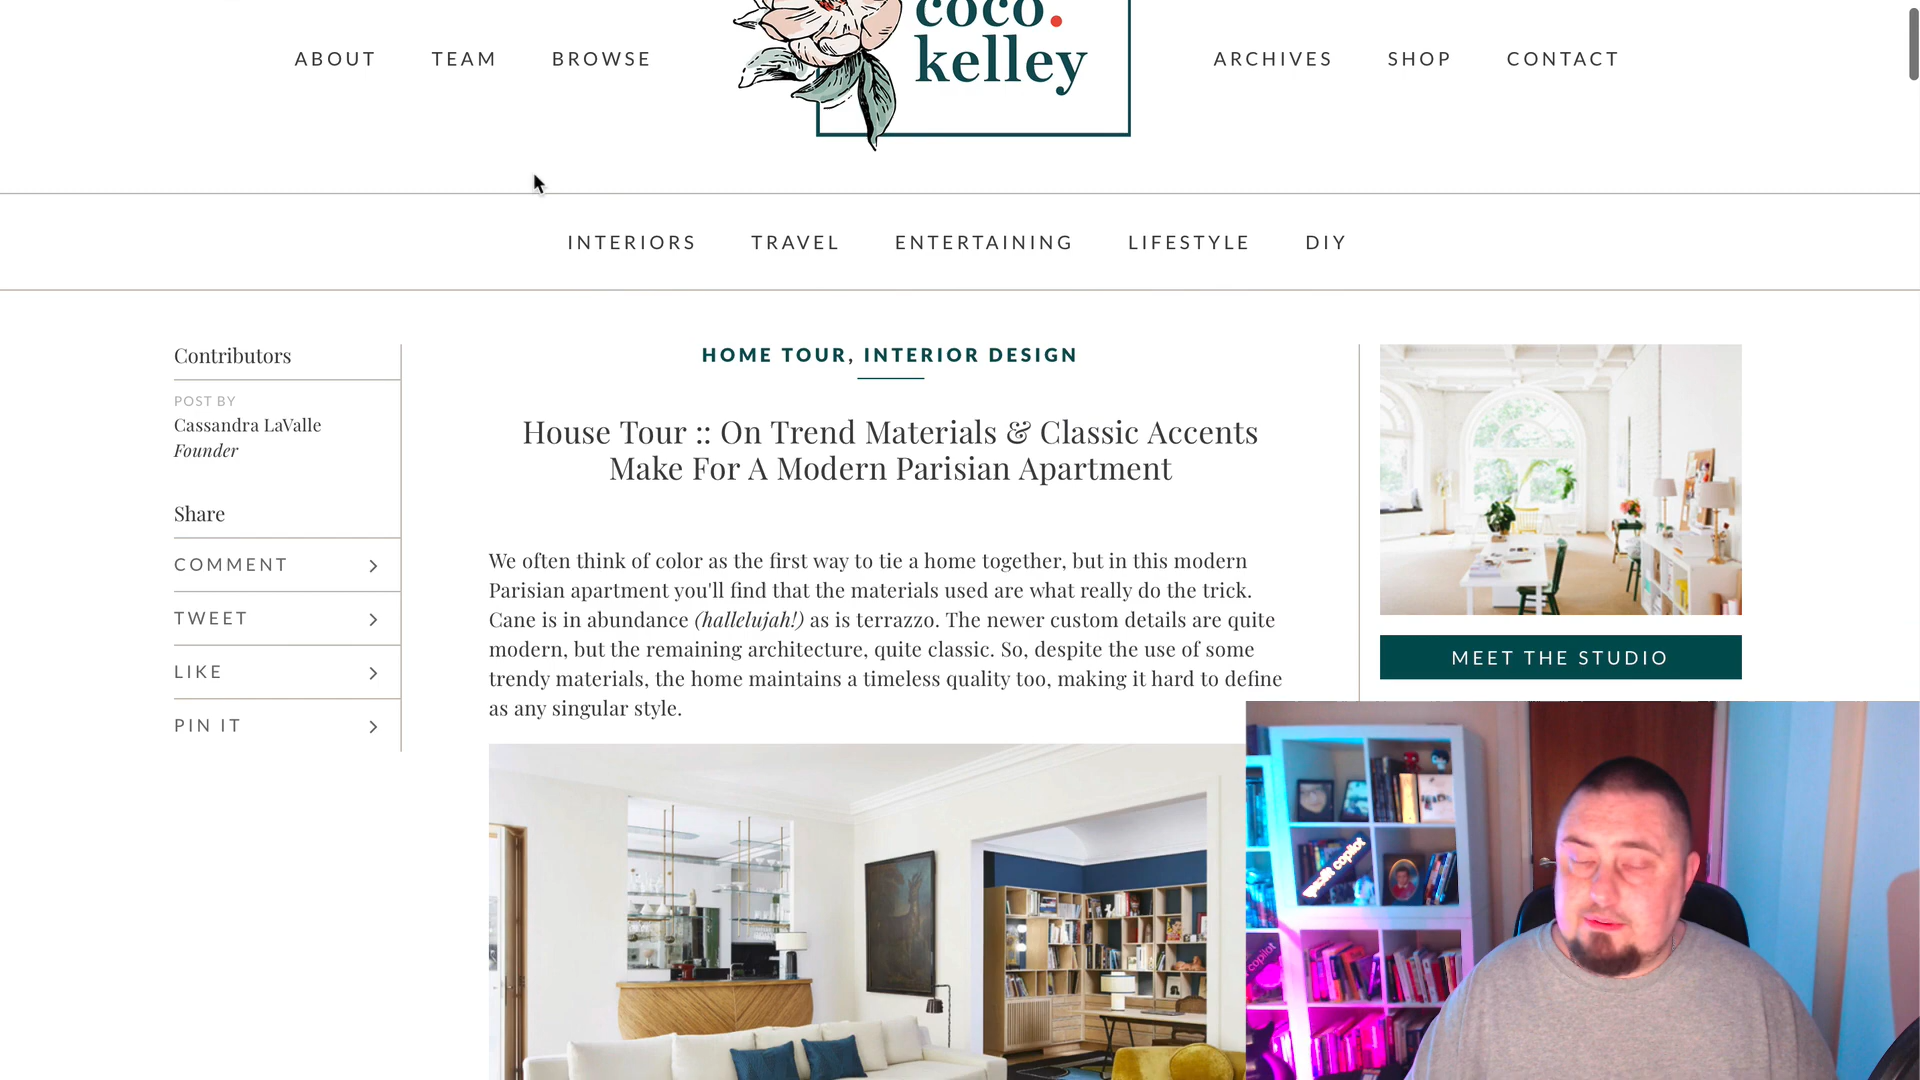 coco.
kelley
ABOUT
TEAM
BROWSE
ARCHIVES
SHOP
CONTACT
INTERIORS
TRAVEL
ENTERTAINING
LIFESTYLE
DIY
Contributors
POST BY
Cassandra LaValle
Founder
Share
COMMENT
TWEET
LIKE
PIN IT
HOME TOUR, INTERIOR DESIGN
House Tour :: On Trend Materials & Classic Accents
Make For A Modern Parisian Apartment
We often think of color as the first way to tie a home together, but in this modern
Parisian apartment you'll find that the materials used are what really do the trick.
Cane is in abundance (hallelujah!) as is terrazzo. The newer custom details are quite
modern, but the remaining architecture, quite classic. So, despite the use of some
trendy materials, the home maintains a timeless quality too, making it hard to define
as any singular style.
MEET THE STUDIO
copilot
copilot